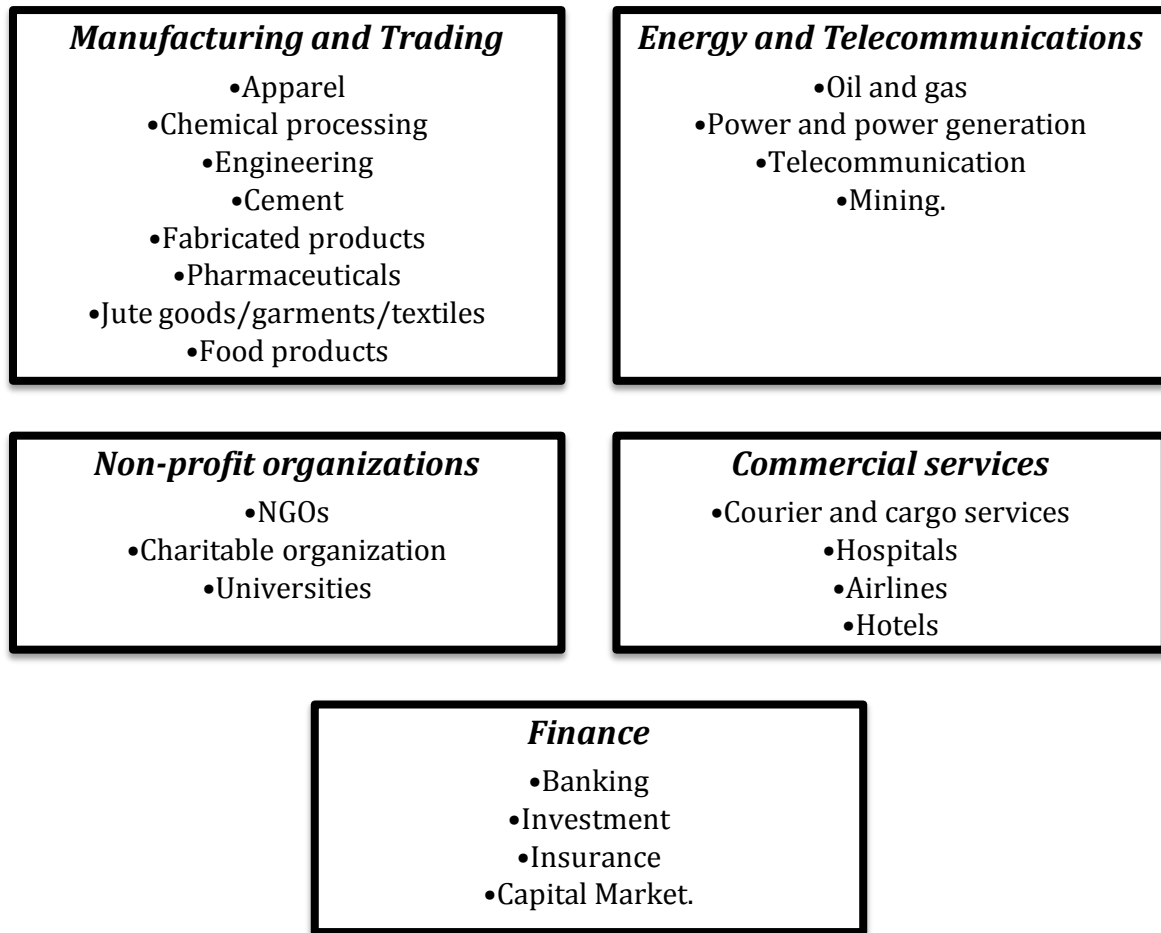 Manufacturing and Trading
•Apparel
•Chemical processing
•Engineering
•Cement
•Fabricated products
•Pharmaceuticals
•Jute goods/garments/textiles
•Food products
Energy and Telecommunications
•Oil and gas
•Power and power generation
•Telecommunication
•Mining.
Non-profit organizations
•NGOs
•Charitable organization
•Universities
Commercial services
•Courier and cargo services
•Hospitals
•Airlines
•Hotels
Finance
•Banking
•Investment
•Insurance
•Capital Market.